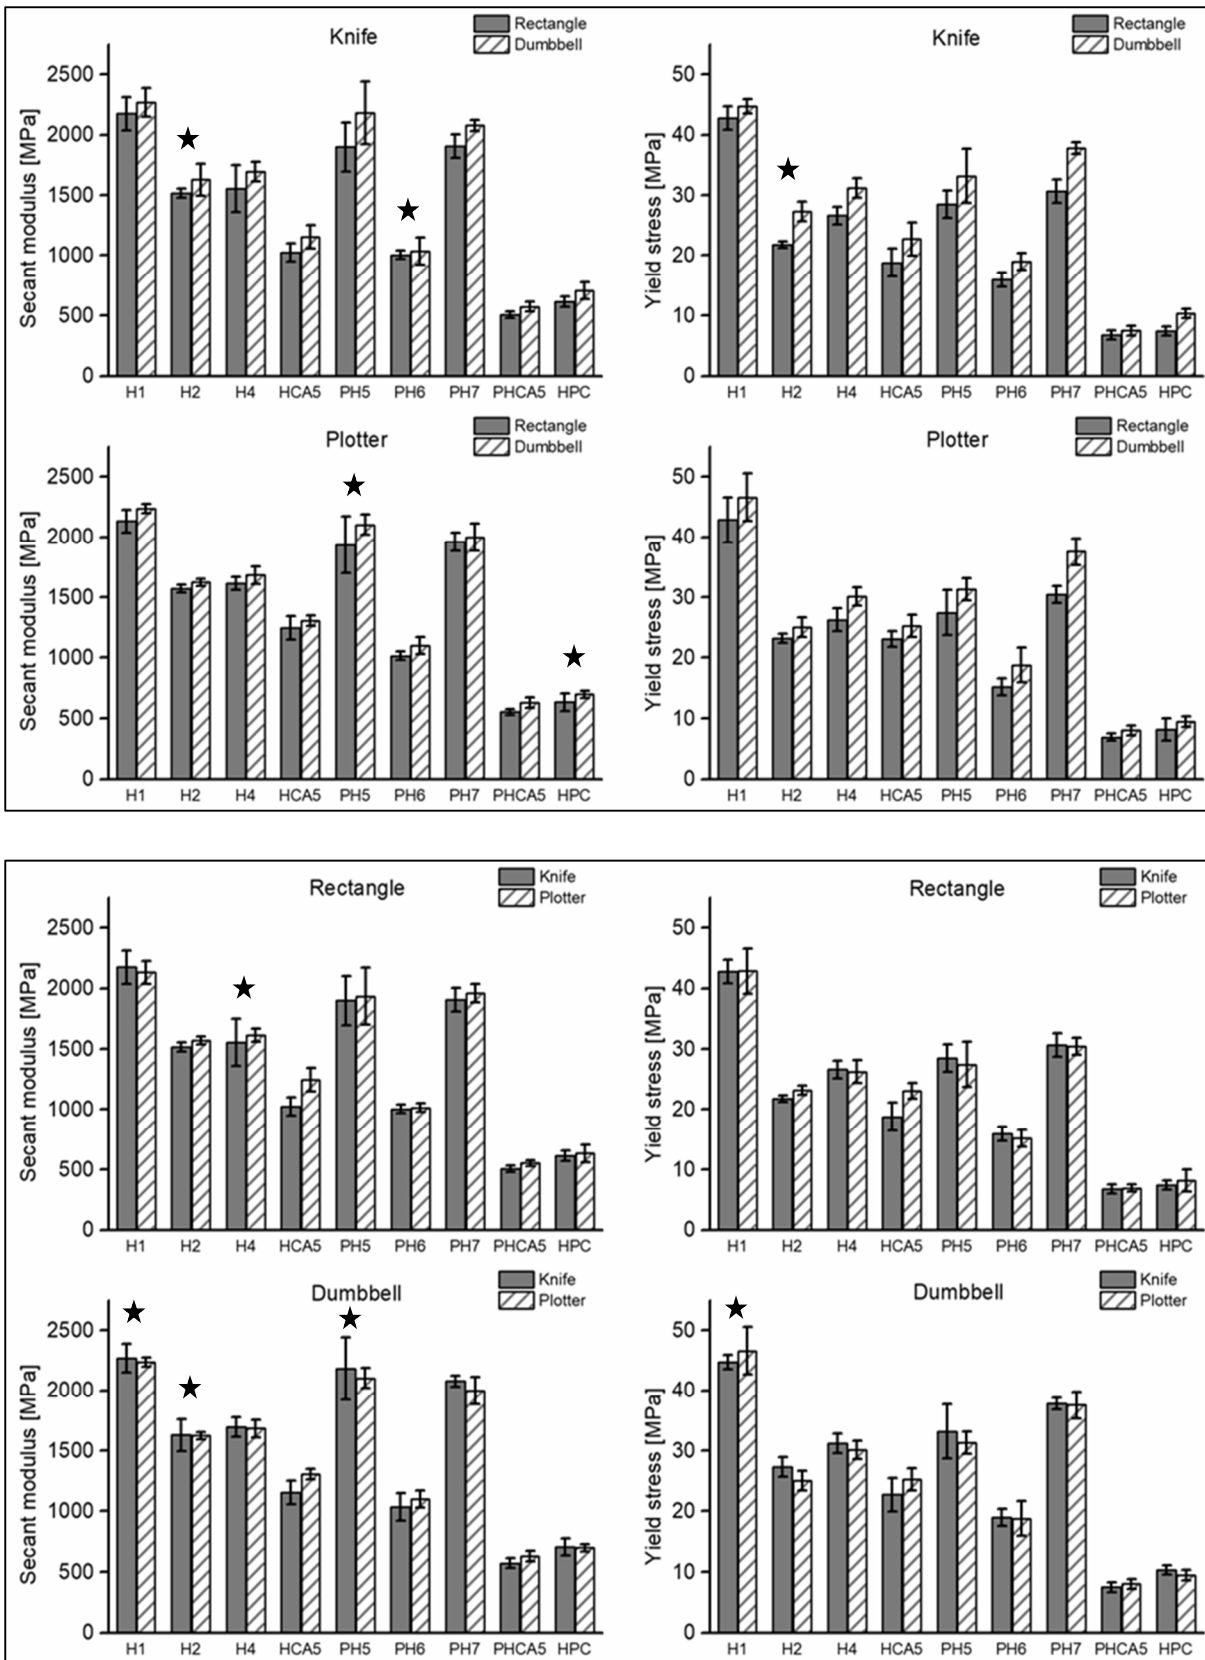 Knife
Rectangle
Dumbbell
Secant modulus [MPa]
2500
2000
1500
1000
500
0
H1 H2 H4 HCA5 PH5 PH6 PH7 PHCA5 HPC
Knife
Rectangle
Dumbbell
Yield stress [MPa]
50
40
30
20
10
0
H1 H2 H4 HCA5 PH5 PH6 PH7 PHCA5 HPC
Plotter
Rectangle
Dumbbell
Secant modulus [MPa]
2500
2000
1500
1000
500
0
H1 H2 H4 HCA5 PH5 PH6 PH7 PHCA5 HPC
Plotter
Rectangle
Dumbbell
Yield stress [MPa]
50
40
30
20
10
0
H1 H2 H4 HCA5 PH5 PH6 PH7 PHCA5 HPC
Rectangle
Knife
Plotter
Secant modulus [MPa]
2500
2000
1500
1000
500
0
H1 H2 H4 HCA5 PH5 PH6 PH7 PHCA5 HPC
Rectangle
Knife
Plotter
Yield stress [MPa]
50
40
30
20
10
0
H1 H2 H4 HCA5 PH5 PH6 PH7 PHCA5 HPC
Dumbbell
Knife
Plotter
Secant modulus [MPa]
2500
2000
1500
1000
500
0
H1 H2 H4 HCA5 PH5 PH6 PH7 PHCA5 HPC
Dumbbell
Knife
Plotter
Yield stress [MPa]
50
40
30
20
10
0
H1 H2 H4 HCA5 PH5 PH6 PH7 PHCA5 HPC